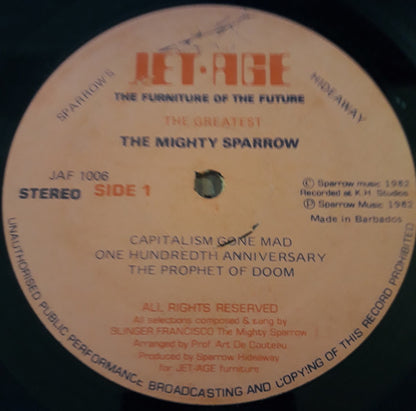 SPARROW'S HIDEAWAY
JET·AGE
THE FURNITURE OF THE FUTURE
THE GREATEST
THE MIGHTY SPARROW
JAF 1006
STEREO SIDE 1
© Sparrow music 1982
Recorded at K.H. Studios
℗ Sparrow Music 1982
Made in Barbados
CAPITALISM GONE MAD
ONE HUNDREDTH ANNIVERSARY
THE PROPHET OF DOOM
ALL RIGHTS RESERVED
All selections composed & sang by
SLINGER FRANCISCO The Mighty Sparrow
Arranged by Prof. Art De Couteau
Produced by Sparrow Hideaway
for JET-AGE furniture
UNAUTHORISED PUBLIC PERFORMANCE BROADCASTING AND COPYING OF THIS RECORD PROHIBITED